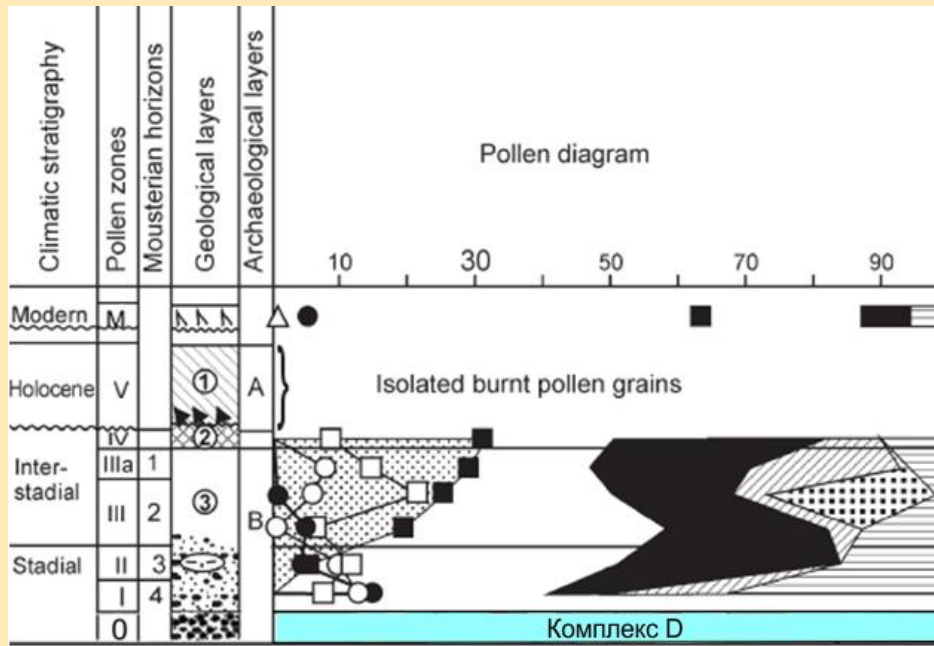 Climatic stratigraphy
Pollen zones
Mousterian horizons
Geological layers
Archaeological layers
Pollen diagram
10 30 50 70 90
Modern M
Holocene V 1 A Isolated burnt pollen grains
IV 2
Inter-
stadial
IIIa 1
III 2
3
B
Stadial II 3
I 4
0 Комплекс D